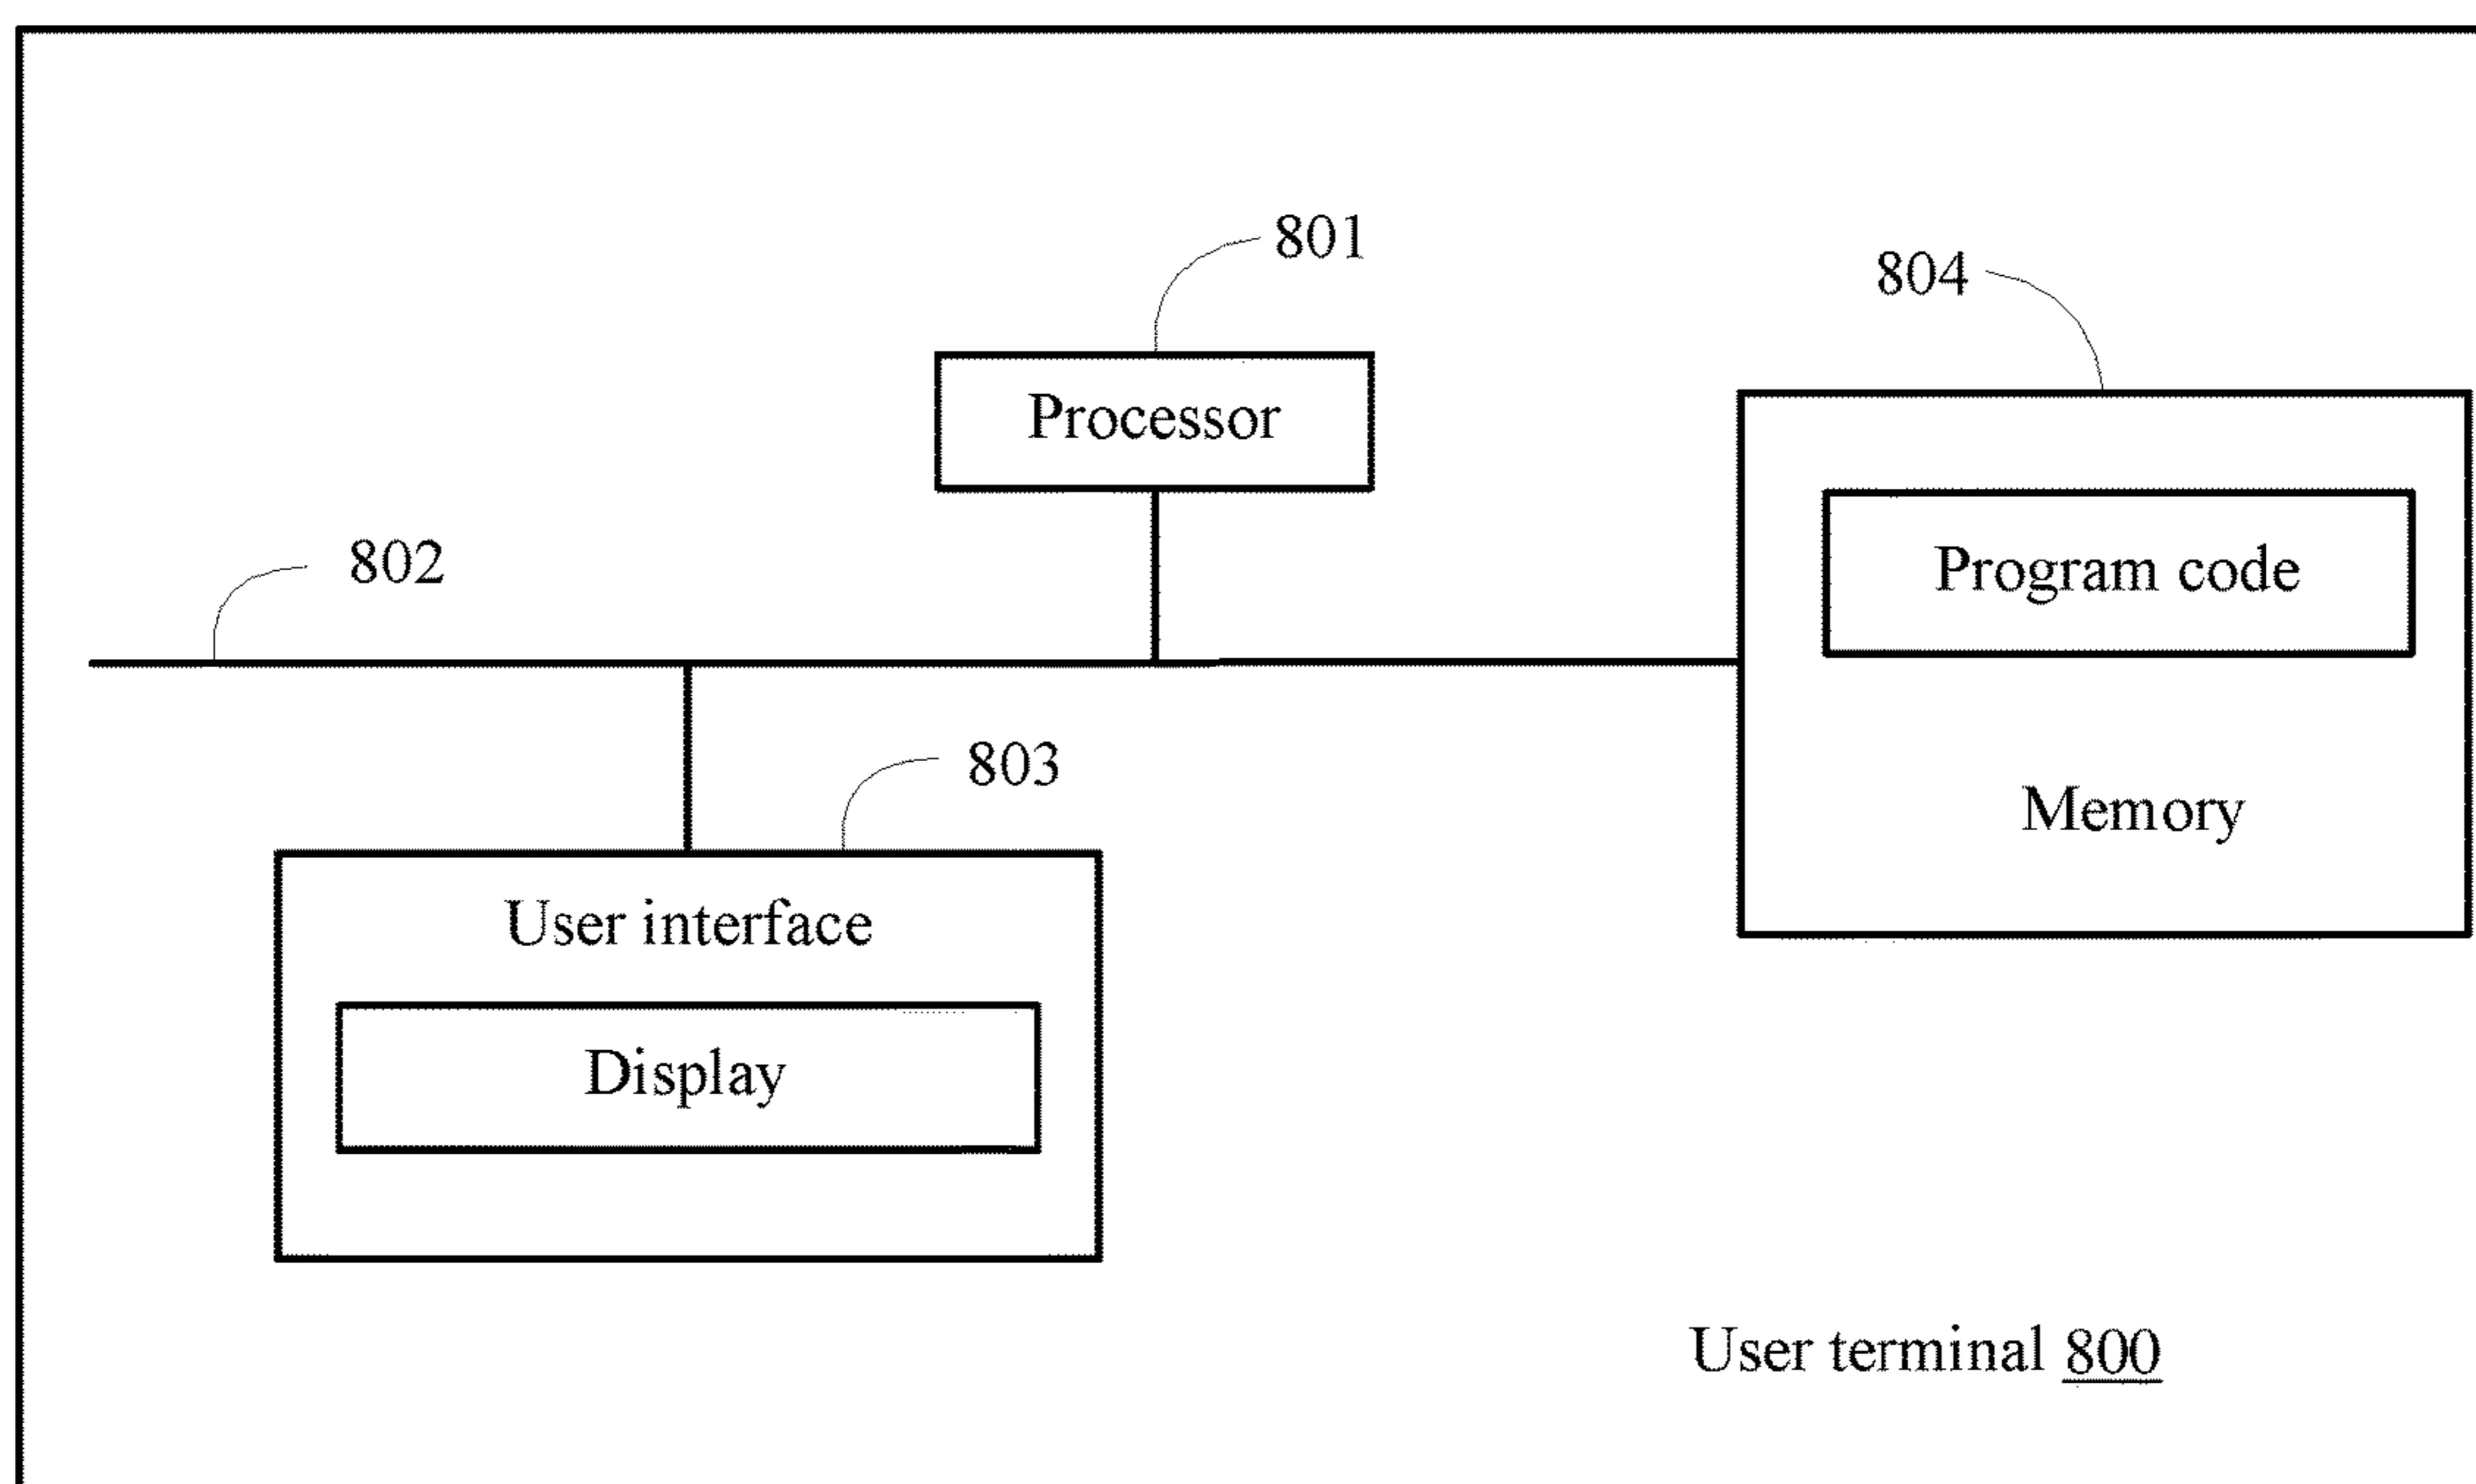 801
804
Processor
802
Program code
803
Memory
User interface
Display
User terminal 800